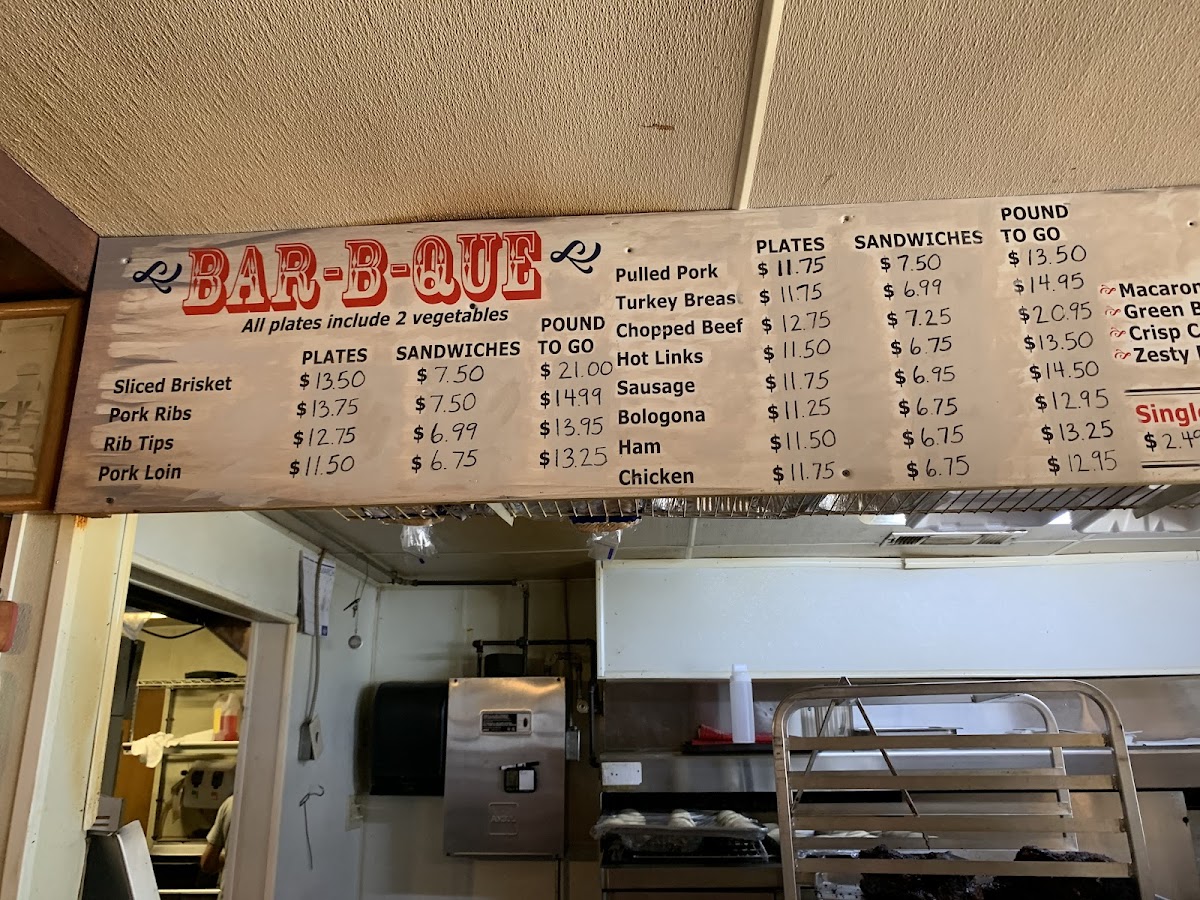 BAR-B-QUE
All plates include 2 vegetables
PLATES SANDWICHES POUND TO GO
Sliced Brisket $13.50 $7.50 $21.00
Pork Ribs $13.75 $7.50 $14.99
Rib Tips $12.75 $6.99 $13.95
Pork Loin $11.50 $6.75 $13.25
PLATES SANDWICHES POUND TO GO
Pulled Pork $11.75 $7.50 $13.50
Turkey Breast $11.75 $6.99 $14.95
Chopped Beef $12.75 $7.25 $20.95
Hot Links $11.50 $6.75 $13.50
Sausage $11.75 $6.95 $14.50
Bologona $11.25 $6.75 $12.95
Ham $11.50 $6.75 $13.25
Chicken $11.75 $6.75 $12.95
Macaron
Green B
Crisp C
Zesty
Single
$2.49